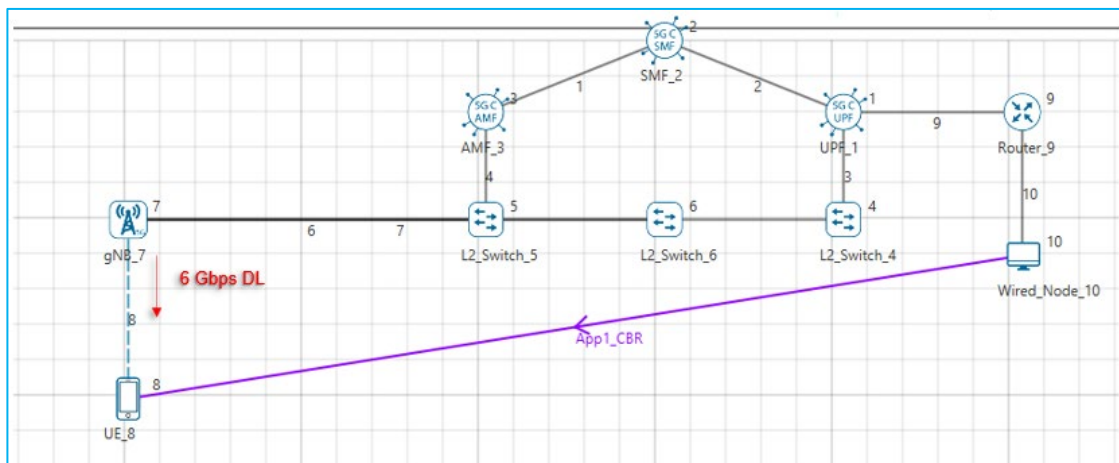 2
5G C
SMF
SMF_2
1
2
3
5G C
AMF
AMF_3
1
5G C
UPF
UPF_1
9
9
Router_9
4
3
10
7
gNB_7
6
7
5
L2_Switch_5
6
L2_Switch_6
4
L2_Switch_4
10
Wired_Node_10
6 Gbps DL
8
App1_CBR
8
UE_8